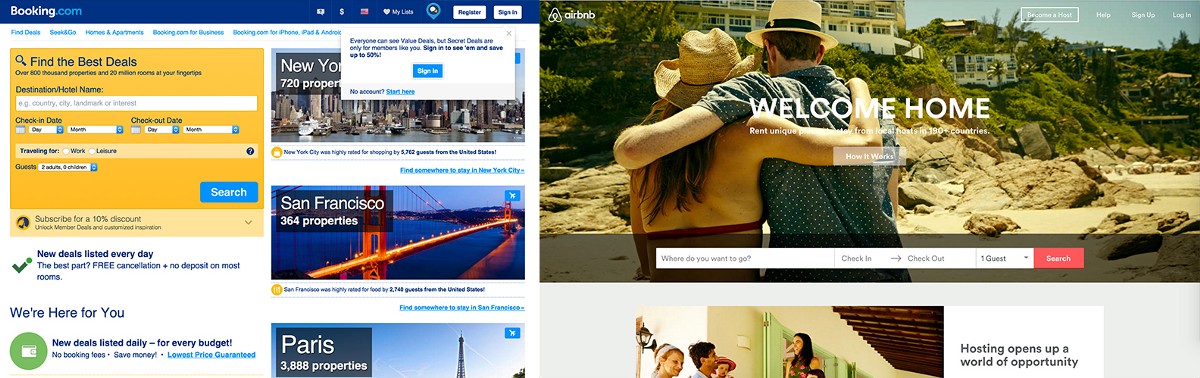 Booking.com
$
My Lists
Register
Sign In
Find Deals
Seek&Go
Homes & Apartments
Booking.com for Business
Booking.com for iPhone, iPad & Android
Everyone can see Value Deals, but Secret Deals are
only for members like you. Sign in to see 'em and save
up to 50%!
Sign in
No account? Start here
Find the Best Deals
Over 800 thousand properties and 20 million rooms at your fingertips
Destination/Hotel Name:
e.g. country, city, landmark or interest
Check-in Date
Check-out Date
Day
Month
Day
Month
Traveling for:
Work
Leisure
?
Guests
2 adults, 0 children
Search
Subscribe for a 10% discount
Unlock Member Deals and customized inspiration
New deals listed every day
The best part? FREE cancellation + no deposit on most
rooms.
We're Here for You
New deals listed daily – for every budget!
No booking fees • Save money! • Lowest Price Guaranteed
New Yor
720 propert
New York City was highly rated for shopping by 5,762 guests from the United States!
Find somewhere to stay in New York City »
San Francisco
364 properties
San Francisco was highly rated for food by 2,740 guests from the United States!
Find somewhere to stay in San Francisco »
Paris
3,888 properties
airbnb
Become a Host
Help
Sign Up
Log In
WELCOME HOME
Rent unique places to stay from local hosts in 190+ countries.
How It Works
Where do you want to go?
Check In
Check Out
1 Guest
Search
Hosting opens up a
world of opportunity